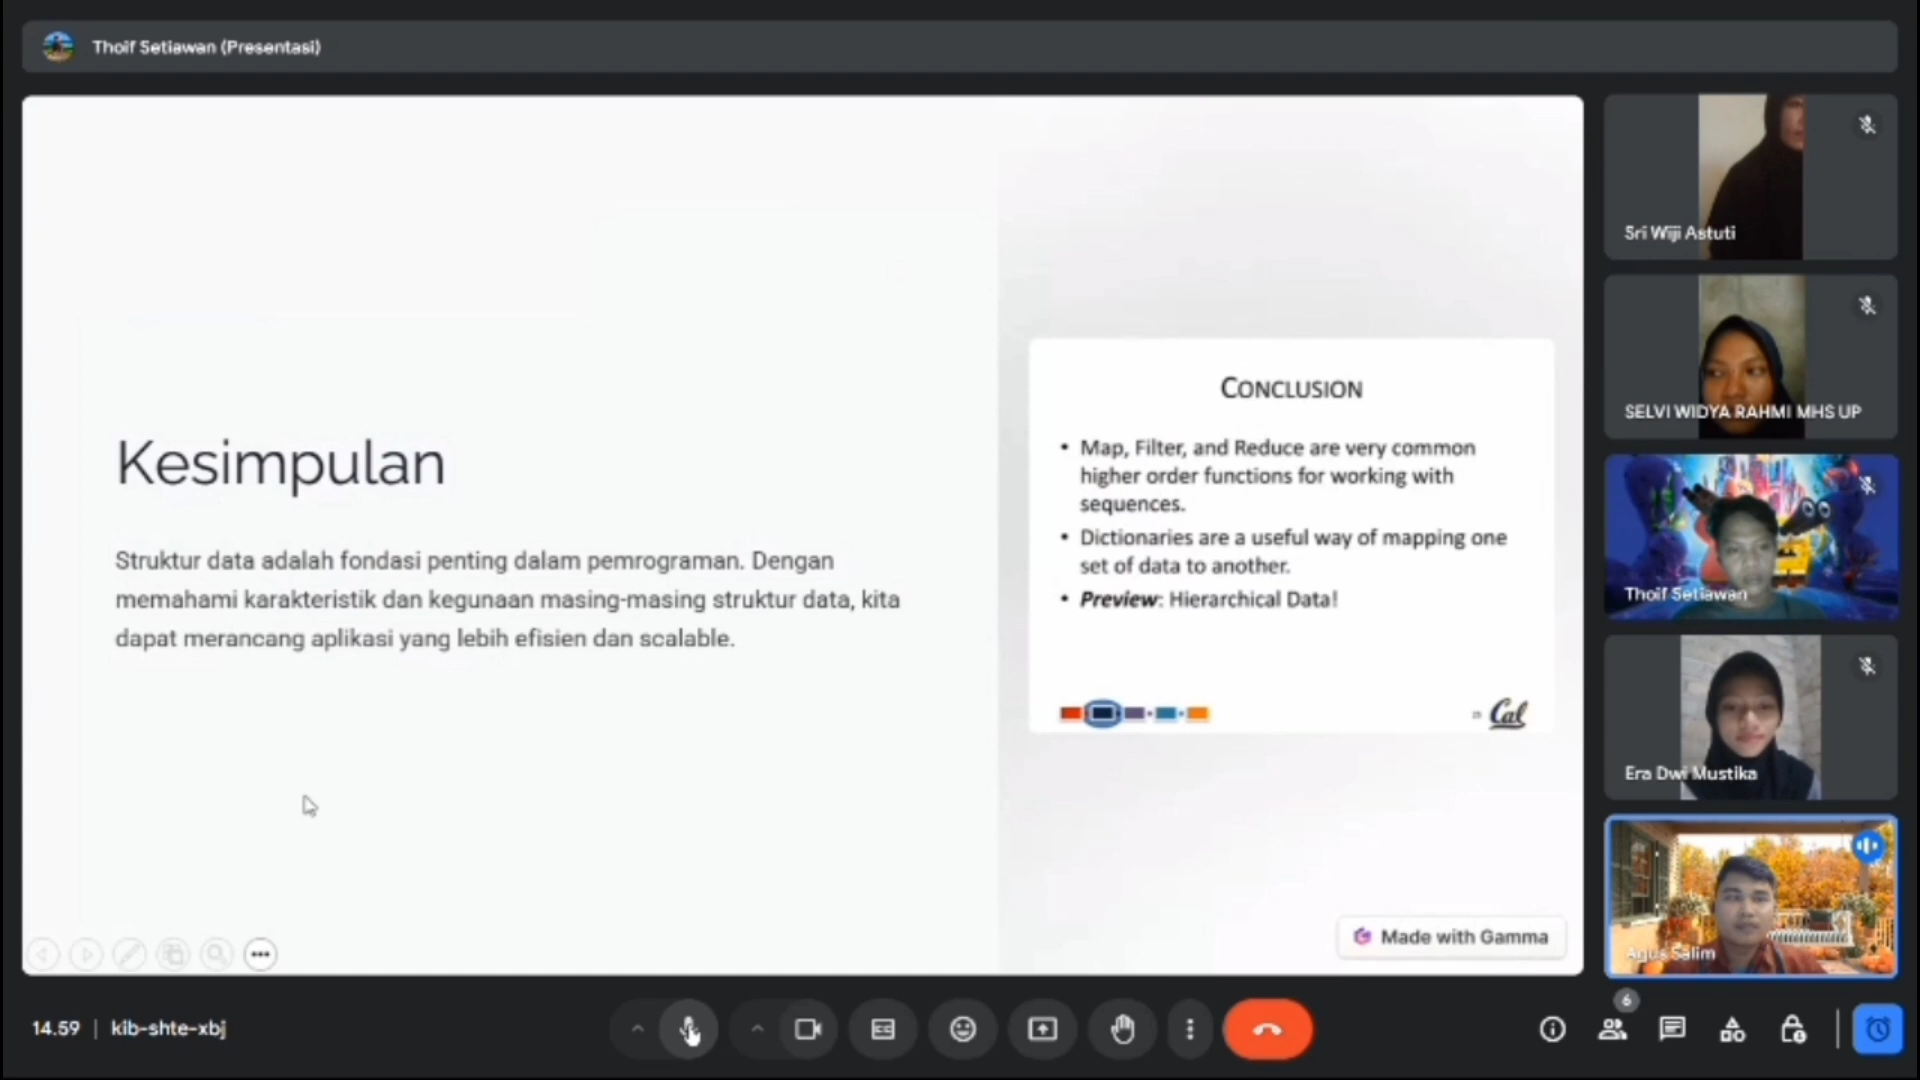 Thoif Setiawan (Presentasi)
Kesimpulan
Struktur data adalah fondasi penting dalam pemrograman. Dengan
memahami karakteristik dan kegunaan masing-masing struktur data, kita
dapat merancang aplikasi yang lebih efisien dan scalable.
CONCLUSION
• Map, Filter, and Reduce are very common
higher order functions for working with
sequences.
• Dictionaries are a useful way of mapping one
set of data to another.
• Preview: Hierarchical Data!
Cal
Made with Gamma
Sri Wiji Astuti
SELVI WIDYA RAHMI MHS UP
Thoif Setiawan
Era Dwi Mustika
Agus Salim
14.59 | kib-shte-xbj
CC
6